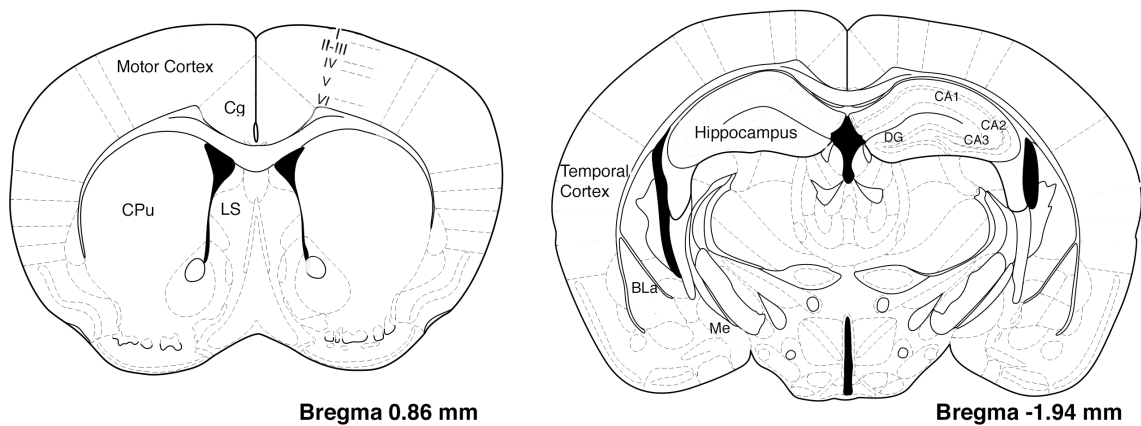 I
II-III
IV
V
VI
Motor Cortex
Cg
CPu
LS
Bregma 0.86 mm
CA1
CA2
CA3
DG
Hippocampus
Temporal
Cortex
BLa
Me
Bregma -1.94 mm